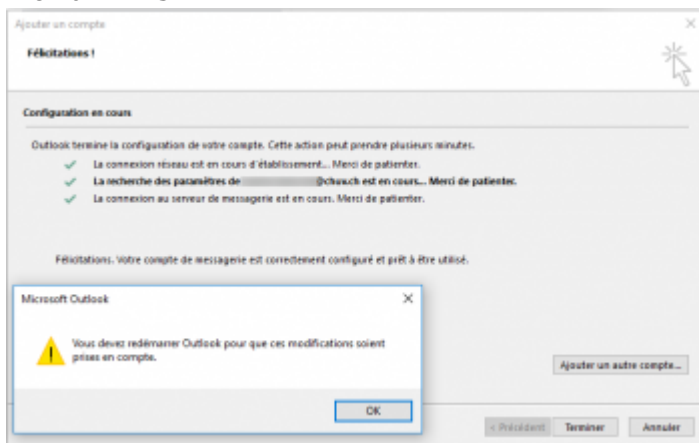 Ajouter un compte
Félicitations !
Configuration en cours
Outlook termine la configuration de votre compte. Cette action peut prendre plusieurs minutes.
La connexion réseau est en cours d'établissement... Merci de patienter.
La recherche des paramètres de @chuv.ch est en cours... Merci de patienter.
La connexion au serveur de messagerie est en cours. Merci de patienter.
Félicitations. Votre compte de messagerie est correctement configuré et prêt à être utilisé.
Microsoft Outlook
Vous devez redémarrer Outlook pour que ces modifications soient
prises en compte.
Ajouter un autre compte...
OK
< Précédent Terminer Annuler